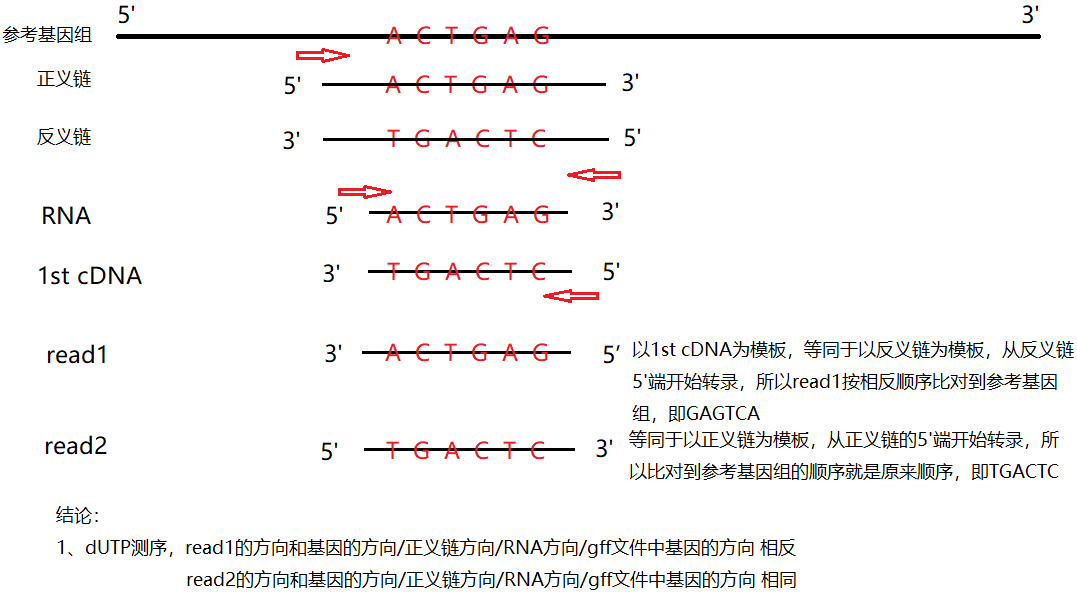 5' 3'
参考基因组 A C T G A G
正义链 5' A C T G A G 3'
反义链 3' T G A C T C 5'
RNA 5' A C T G A G 3'
1st cDNA 3' T G A C T C 5'
read1 3' A C T G A G 5' 以1st cDNA为模板，等同于以反义链为模板，从反义链
5'端开始转录，所以read1按相反顺序比对到参考基因
组，即GAGTCA
read2 5' T G A C T C 3' 等同于以正义链为模板，从正义链的5'端开始转录，所
以比对到参考基因组的顺序就是原来顺序，即TGACTC
结论：
1、dUTP测序，read1的方向和基因的方向/正义链方向/RNA方向/gff文件中基因的方向 相反
read2的方向和基因的方向/正义链方向/RNA方向/gff文件中基因的方向 相同